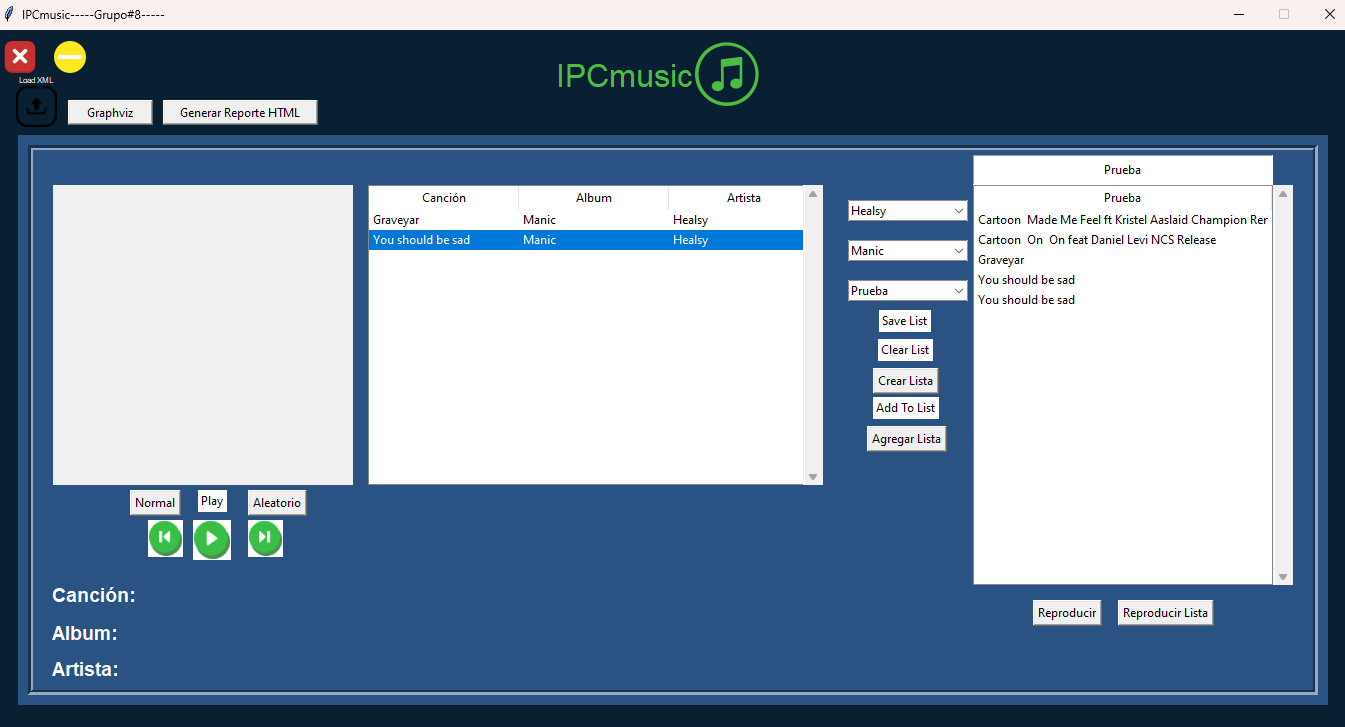 IPCmusic-----Grupo#8-----
IPCmusic
Load XML
Graphviz
Generar Reporte HTML
Prueba
Canción Album Artista
Graveyar Manic Healsy
You should be sad Manic Healsy
Healsy
Manic
Prueba
Save List
Clear List
Crear Lista
Add To List
Agregar Lista
Prueba
Cartoon Made Me Feel ft Kristel Aaslaid Champion Rer
Cartoon On On feat Daniel Levi NCS Release
Graveyar
You should be sad
You should be sad
Normal
Play
Aleatorio
Canción:
Album:
Artista:
Reproducir
Reproducir Lista